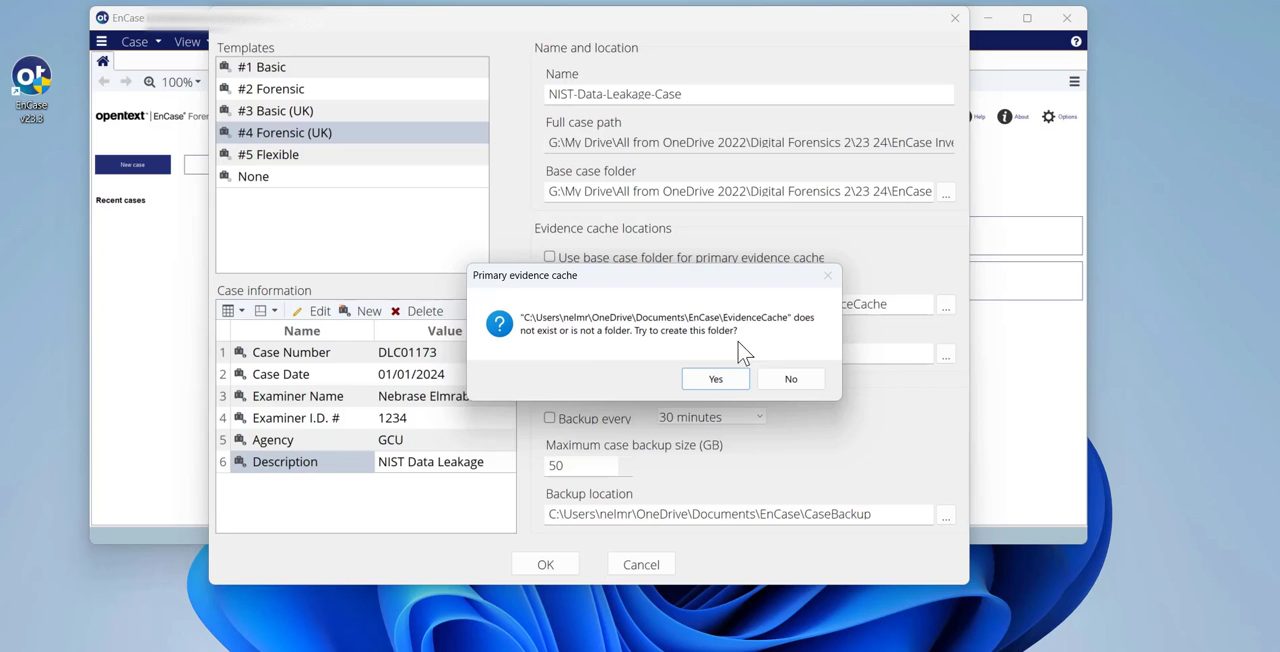 EnCase
EnCase
v23.3
Case
View
100%
opentext™ | EnCase® Foren
New case
Recent cases
Help
About
Options
Templates
#1 Basic
#2 Forensic
#3 Basic (UK)
#4 Forensic (UK)
#5 Flexible
None
Case information
Edit
New
Delete
Name Value
1 Case Number DLC01173
2 Case Date 01/01/2024
3 Examiner Name Nebrase Elmrab
4 Examiner I.D. # 1234
5 Agency GCU
6 Description NIST Data Leakage
Name and location
Name
NIST-Data-Leakage-Case
Full case path
G:\My Drive\All from OneDrive 2022\Digital Forensics 2\23 24\EnCase Inve
Base case folder
G:\My Drive\All from OneDrive 2022\Digital Forensics 2\23 24\EnCase
...
Evidence cache locations
Use base case folder for primary evidence cache
ceCache
...
...
Primary evidence cache
"C:\Users\nelmr\OneDrive\Documents\EnCase\EvidenceCache" does
not exist or is not a folder. Try to create this folder?
Yes
No
Backup every 30 minutes
Maximum case backup size (GB)
50
Backup location
C:\Users\nelmr\OneDrive\Documents\EnCase\CaseBackup
...
OK
Cancel